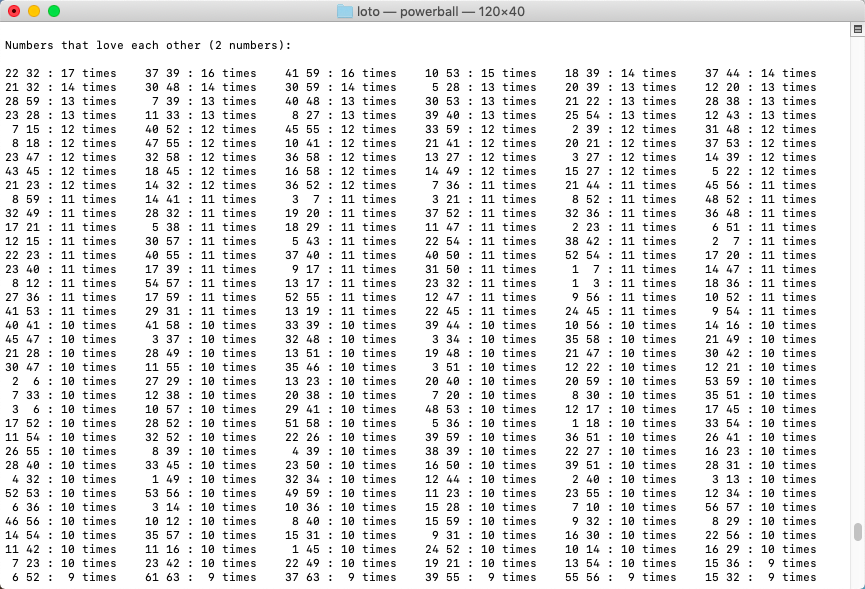 loto — powerball — 120×40
Numbers that love each other (2 numbers):
22 32 : 17 times    37 39 : 16 times    41 59 : 16 times    10 53 : 15 times    18 39 : 14 times    37 44 : 14 times
21 32 : 14 times    30 48 : 14 times    30 59 : 14 times     5 28 : 13 times    20 39 : 13 times    12 20 : 13 times
28 59 : 13 times     7 39 : 13 times    40 48 : 13 times    30 53 : 13 times    21 22 : 13 times    28 38 : 13 times
23 28 : 13 times    11 33 : 13 times     8 27 : 13 times    39 40 : 13 times    25 54 : 13 times    12 43 : 13 times
 7 15 : 12 times    40 52 : 12 times    45 55 : 12 times    33 59 : 12 times     2 39 : 12 times    31 48 : 12 times
 8 18 : 12 times    47 55 : 12 times    10 41 : 12 times    21 41 : 12 times    20 21 : 12 times    37 53 : 12 times
23 47 : 12 times    32 58 : 12 times    36 58 : 12 times    13 27 : 12 times     3 27 : 12 times    14 39 : 12 times
43 45 : 12 times    18 45 : 12 times    16 58 : 12 times    14 49 : 12 times    15 27 : 12 times     5 22 : 12 times
21 23 : 12 times    14 32 : 12 times    36 52 : 12 times     7 36 : 11 times    21 44 : 11 times    45 56 : 11 times
 8 59 : 11 times    14 41 : 11 times     3  7 : 11 times     3 21 : 11 times     8 52 : 11 times    48 52 : 11 times
32 49 : 11 times    28 32 : 11 times    19 20 : 11 times    37 52 : 11 times    32 36 : 11 times    36 48 : 11 times
17 21 : 11 times     5 38 : 11 times    18 29 : 11 times    11 47 : 11 times     2 23 : 11 times     6 51 : 11 times
12 15 : 11 times    30 57 : 11 times     5 43 : 11 times    22 54 : 11 times    38 42 : 11 times     2  7 : 11 times
22 23 : 11 times    40 55 : 11 times    37 40 : 11 times    40 50 : 11 times    52 54 : 11 times    17 20 : 11 times
23 40 : 11 times    17 39 : 11 times     9 17 : 11 times    31 50 : 11 times     1  7 : 11 times    14 47 : 11 times
 8 12 : 11 times    54 57 : 11 times    13 17 : 11 times    23 32 : 11 times     1  3 : 11 times    18 36 : 11 times
27 36 : 11 times    17 59 : 11 times    52 55 : 11 times    12 47 : 11 times     9 56 : 11 times    10 52 : 11 times
41 53 : 11 times    29 31 : 11 times    13 19 : 11 times    22 45 : 11 times    24 45 : 11 times     9 54 : 11 times
40 41 : 10 times    41 58 : 10 times    33 39 : 10 times    39 44 : 10 times    10 56 : 10 times    14 16 : 10 times
45 47 : 10 times     3 37 : 10 times    32 48 : 10 times     3 34 : 10 times    35 58 : 10 times    21 49 : 10 times
21 28 : 10 times    28 49 : 10 times    13 51 : 10 times    19 48 : 10 times    21 47 : 10 times    30 42 : 10 times
30 47 : 10 times    11 55 : 10 times    35 46 : 10 times     3 51 : 10 times    12 22 : 10 times    12 21 : 10 times
 2  6 : 10 times    27 29 : 10 times    13 23 : 10 times    20 40 : 10 times    20 59 : 10 times    53 59 : 10 times
 7 33 : 10 times    12 38 : 10 times    20 38 : 10 times     7 20 : 10 times     8 30 : 10 times    35 51 : 10 times
 3  6 : 10 times    10 57 : 10 times    29 41 : 10 times    48 53 : 10 times    12 17 : 10 times    17 45 : 10 times
17 52 : 10 times    28 52 : 10 times    51 58 : 10 times     5 36 : 10 times     1 18 : 10 times    33 54 : 10 times
11 54 : 10 times    32 52 : 10 times    22 26 : 10 times    39 59 : 10 times    36 51 : 10 times    26 41 : 10 times
26 55 : 10 times     8 39 : 10 times     4 39 : 10 times    38 39 : 10 times    22 27 : 10 times    16 23 : 10 times
28 40 : 10 times    33 45 : 10 times    23 50 : 10 times    16 50 : 10 times    39 51 : 10 times    28 31 : 10 times
 4 32 : 10 times     1 49 : 10 times    32 34 : 10 times    12 44 : 10 times     2 40 : 10 times     3 13 : 10 times
52 53 : 10 times    53 56 : 10 times    49 59 : 10 times    11 23 : 10 times    23 55 : 10 times    12 34 : 10 times
 6 36 : 10 times     3 14 : 10 times    10 36 : 10 times    15 28 : 10 times     7 10 : 10 times    56 57 : 10 times
46 56 : 10 times    10 12 : 10 times     8 40 : 10 times    15 59 : 10 times     9 32 : 10 times     8 29 : 10 times
14 54 : 10 times    35 57 : 10 times    15 31 : 10 times     9 31 : 10 times    16 30 : 10 times    22 56 : 10 times
11 42 : 10 times    11 16 : 10 times     1 45 : 10 times    24 52 : 10 times    10 14 : 10 times    16 29 : 10 times
 7 23 : 10 times    23 42 : 10 times    22 49 : 10 times    19 21 : 10 times    13 54 : 10 times    15 36 :  9 times
 6 52 :  9 times    61 63 :  9 times    37 63 :  9 times    39 55 :  9 times    55 56 :  9 times    15 32 :  9 times